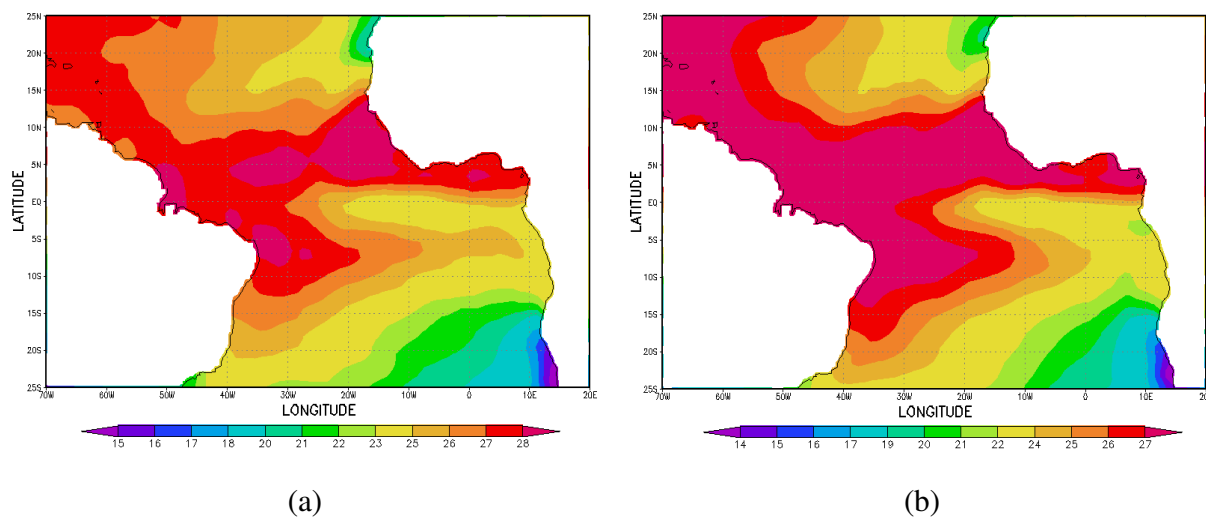 25N
20N
15N
10N
5N
EQ
5S
10S
15S
20S
25S
LATITUDE
70W 60W 50W 40W 30W 20W 10W 0 10E 20E
LONGITUDE
15 16 17 18 20 21 22 23 25 26 27 28
(a)
25N
20N
15N
10N
5N
EQ
5S
10S
15S
20S
25S
LATITUDE
70W 60W 50W 40W 30W 20W 10W 0 10E 20E
LONGITUDE
14 15 16 17 19 20 21 22 24 25 26 27
(b)